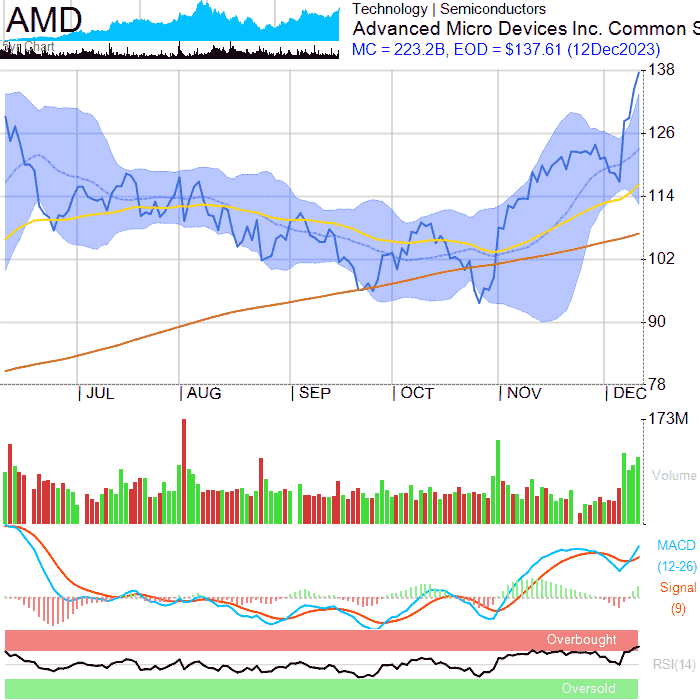 AMD
5yr Chart
Technology | Semiconductors
Advanced Micro Devices Inc. Common S
MC = 223.2B, EOD = $137.61 (12Dec2023)
138
126
114
102
90
78
JUL
AUG
SEP
OCT
NOV
DEC
173M
Volume
MACD
(12-26)
Signal
(9)
Overbought
RSI(14)
Oversold